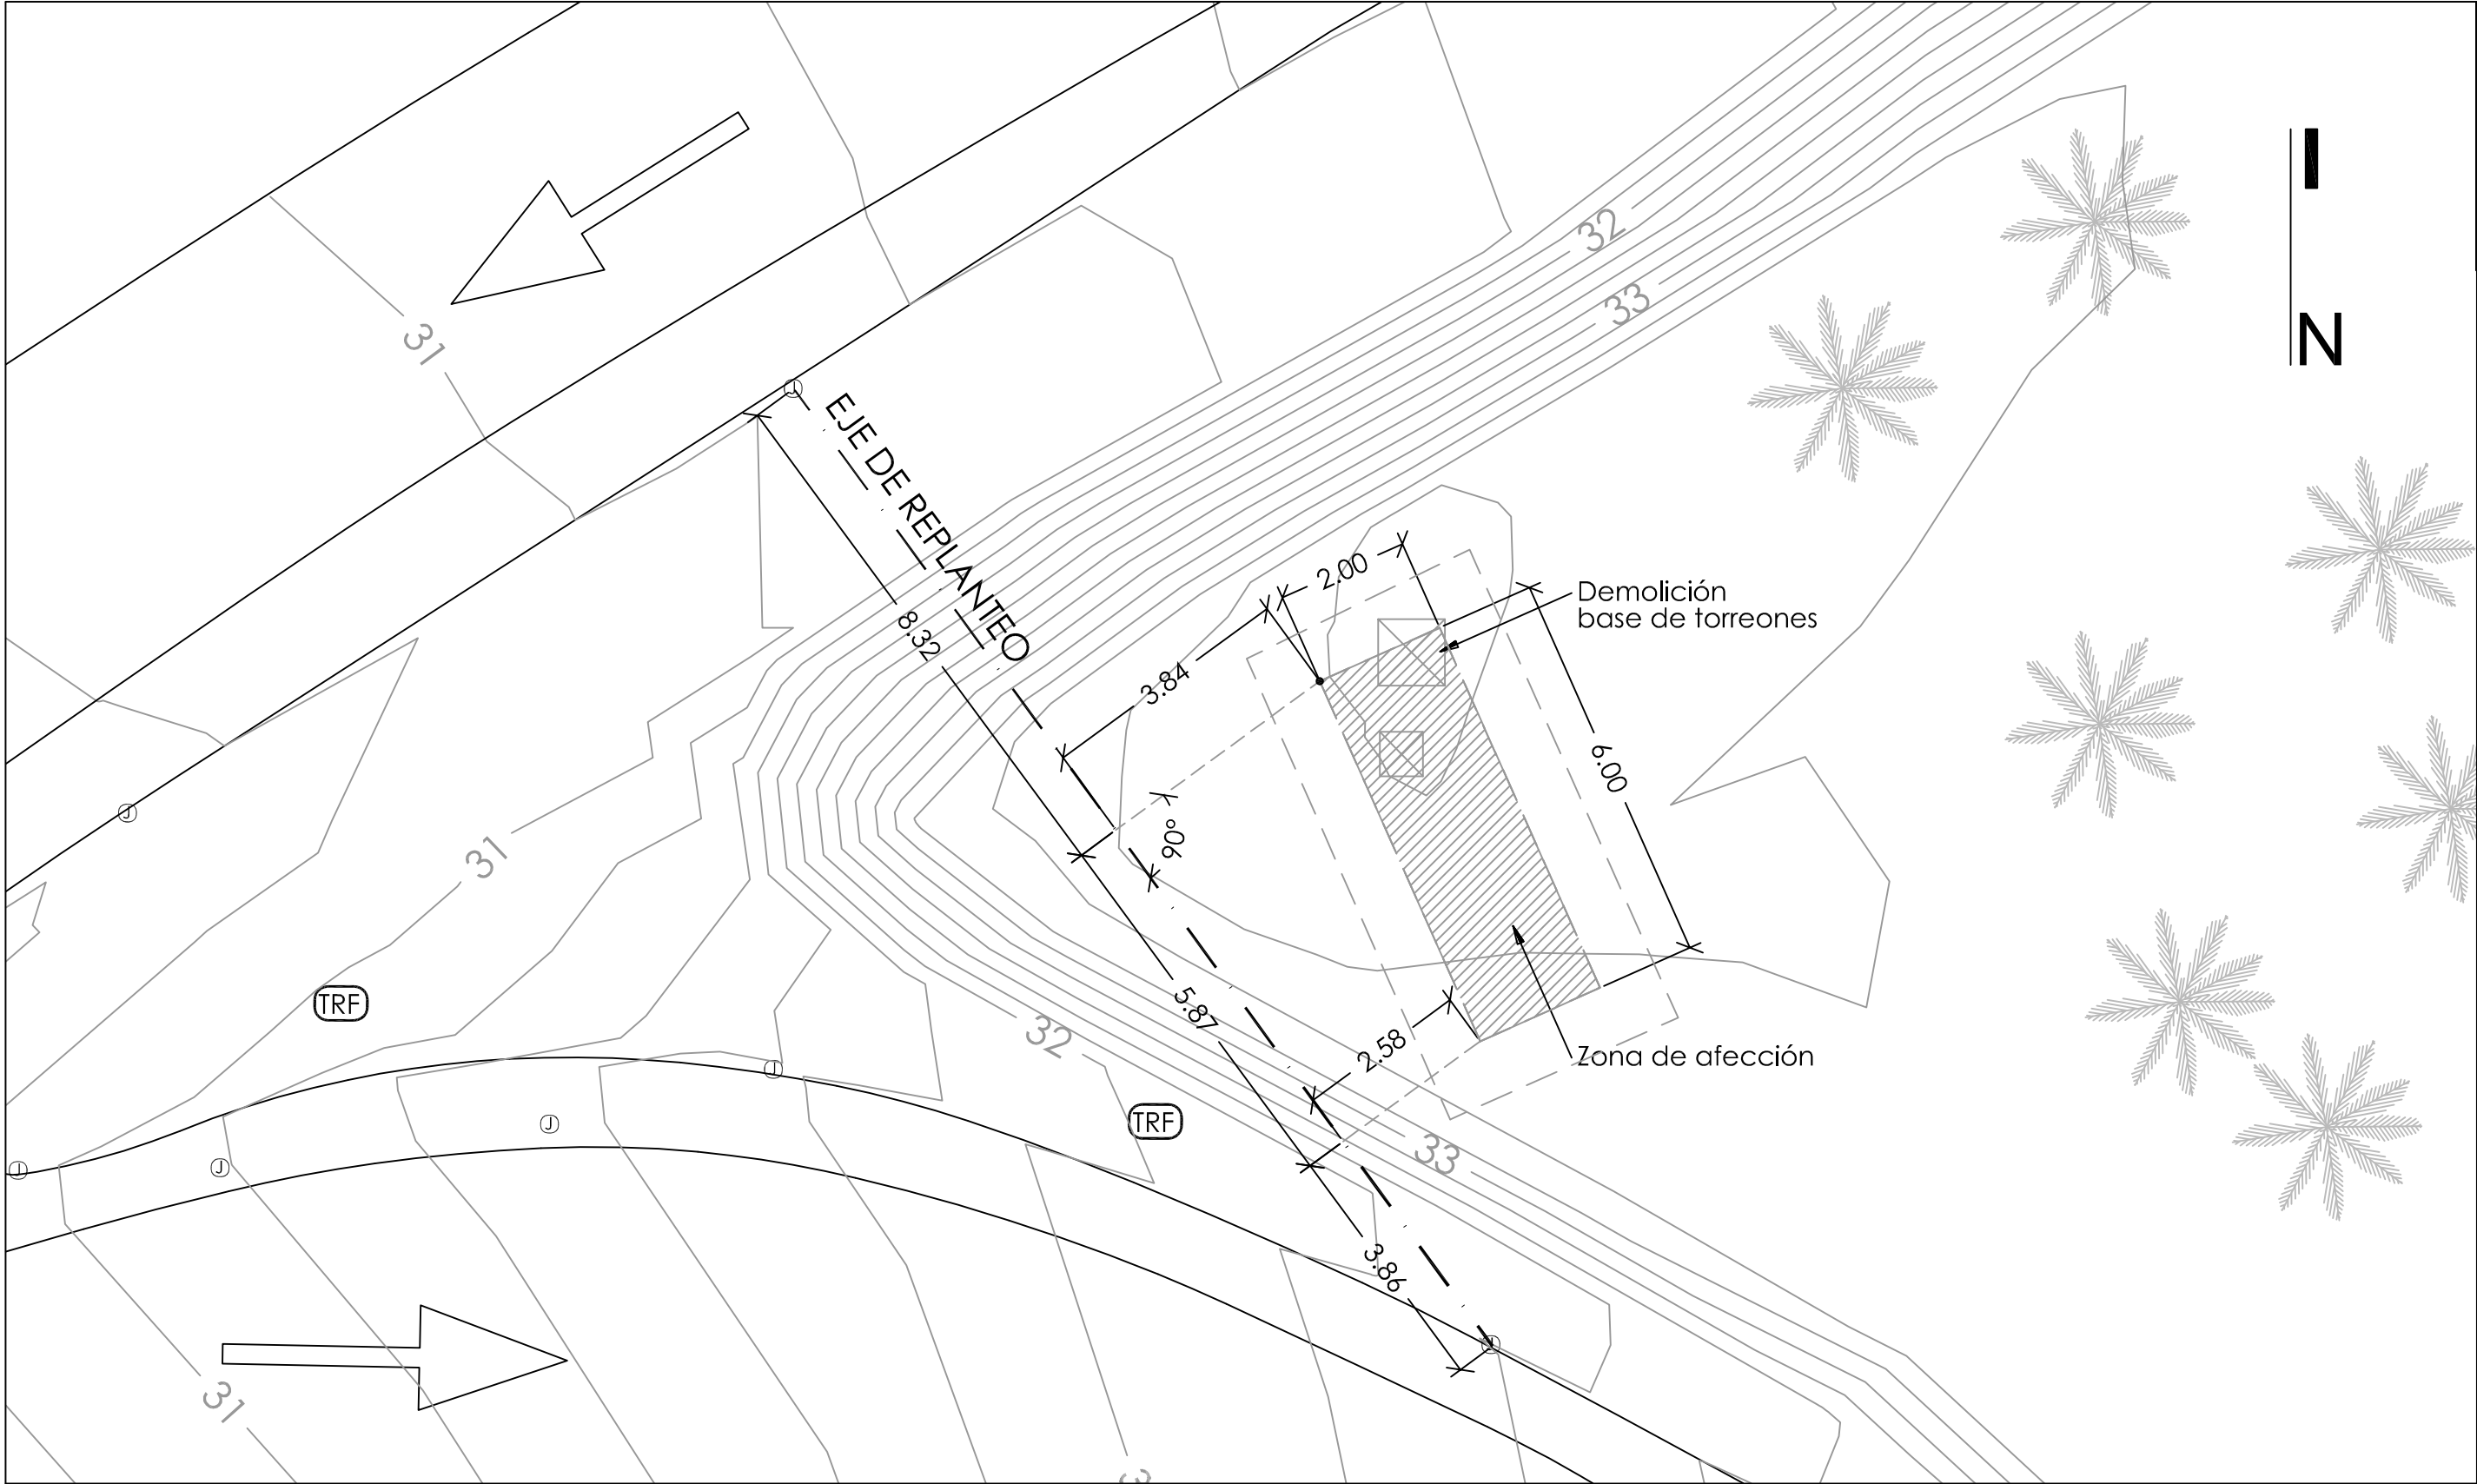 32
33
I
N
31
J
EJE DE REPLANTEO
2.00
Demolición
base de torreones
8.32
3.84
6.00
J
90°
31
TRF
5.87
32
2.58
Zona de afección
J
TRF
J
33
J
J
3.86
J
31